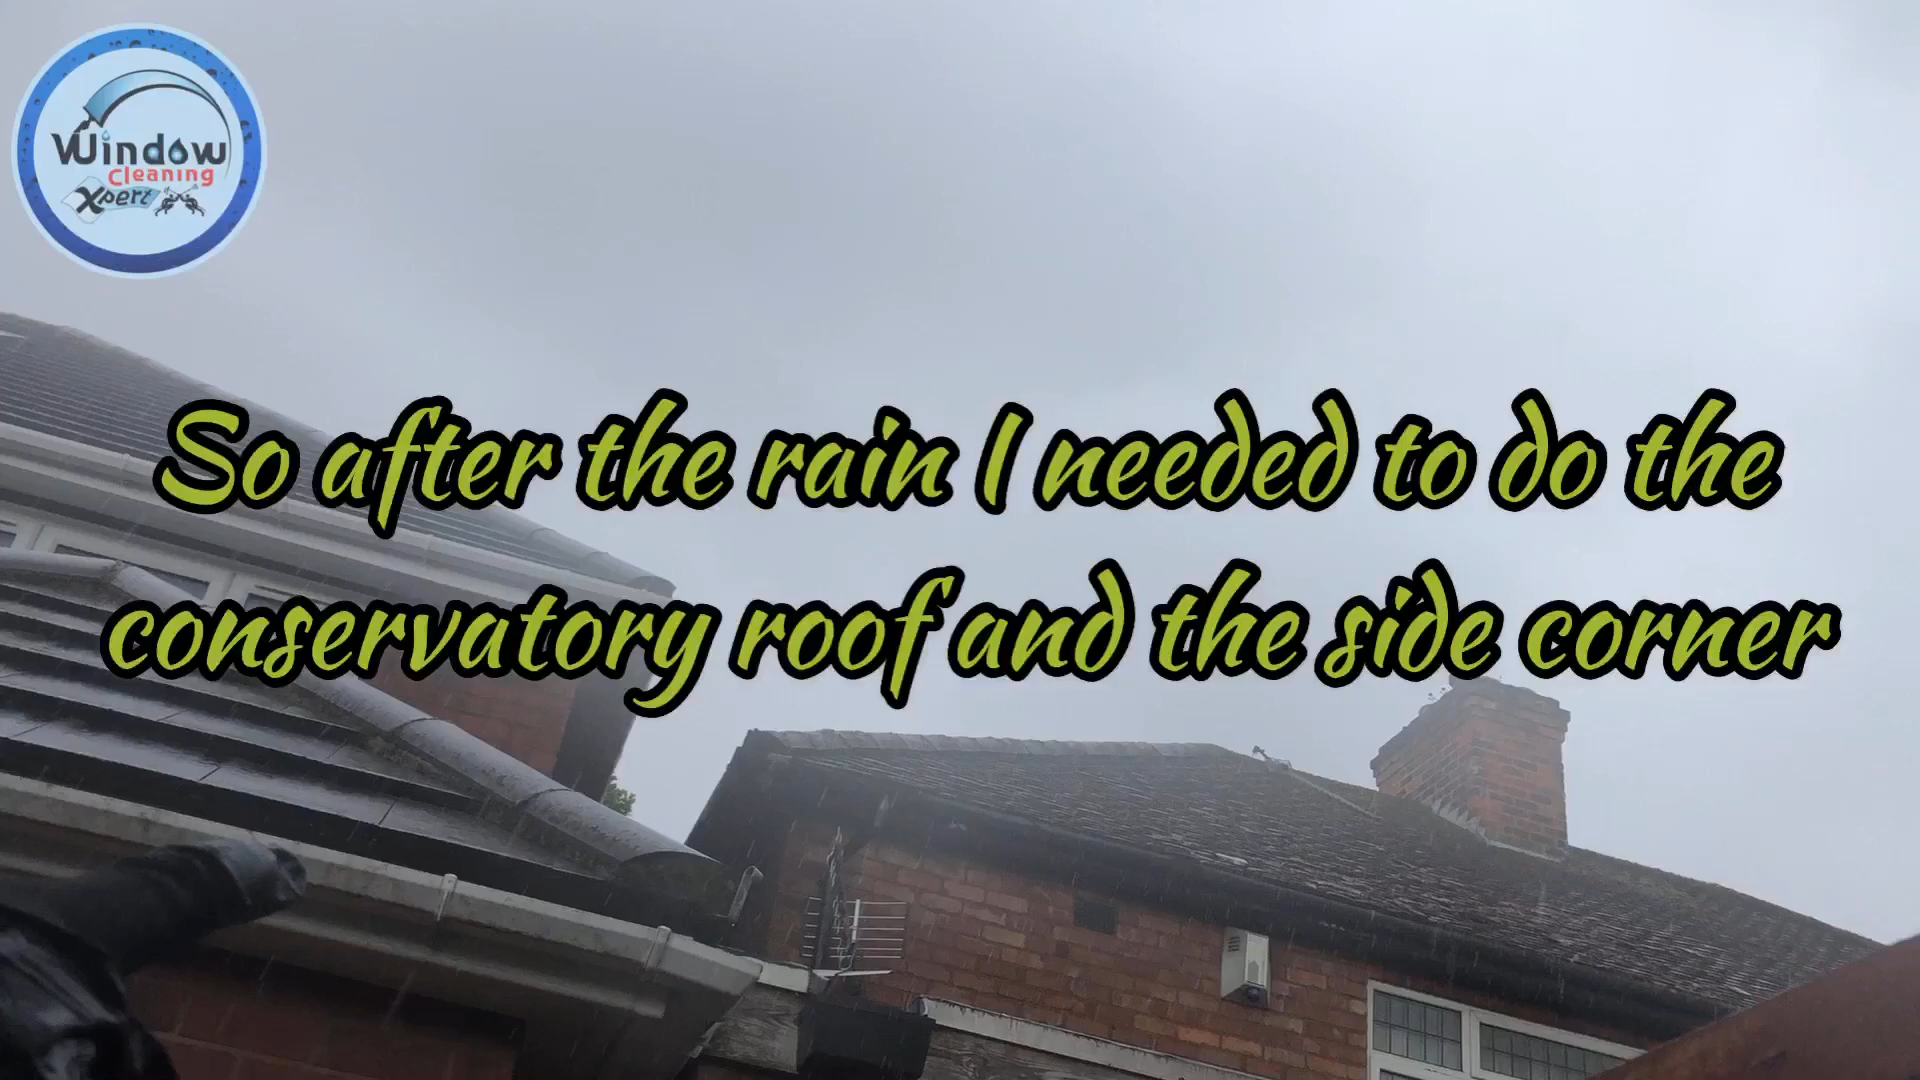 Window
Cleaning
Xpert
So after the rain I needed to do the
conservatory roof and the side corner